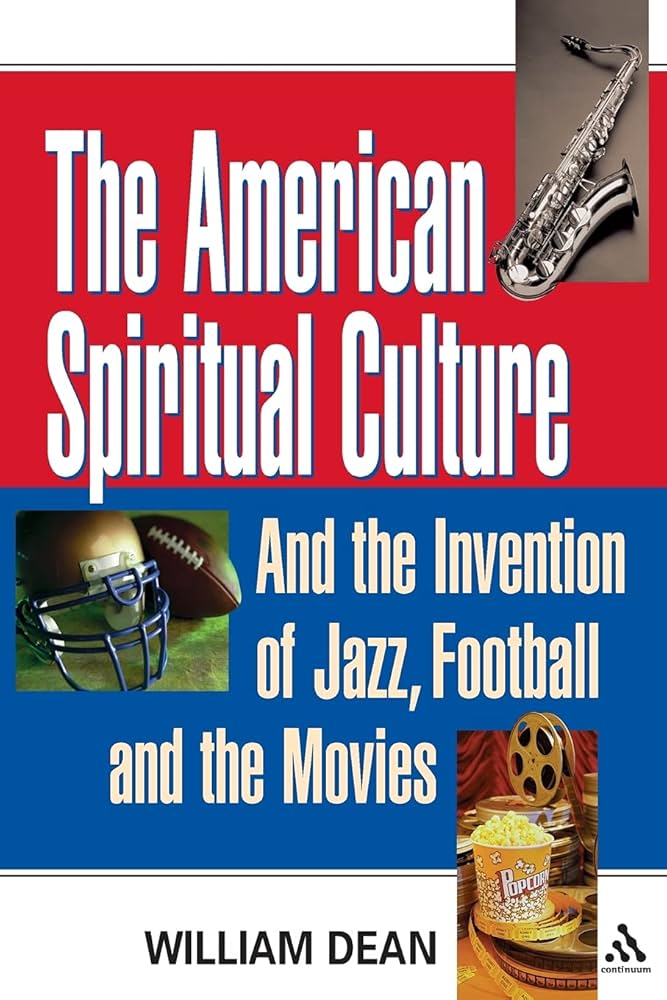 The American
Spiritual Culture
And the Invention
of Jazz, Football
and the Movies
POPCORN
WILLIAM DEAN
continuum